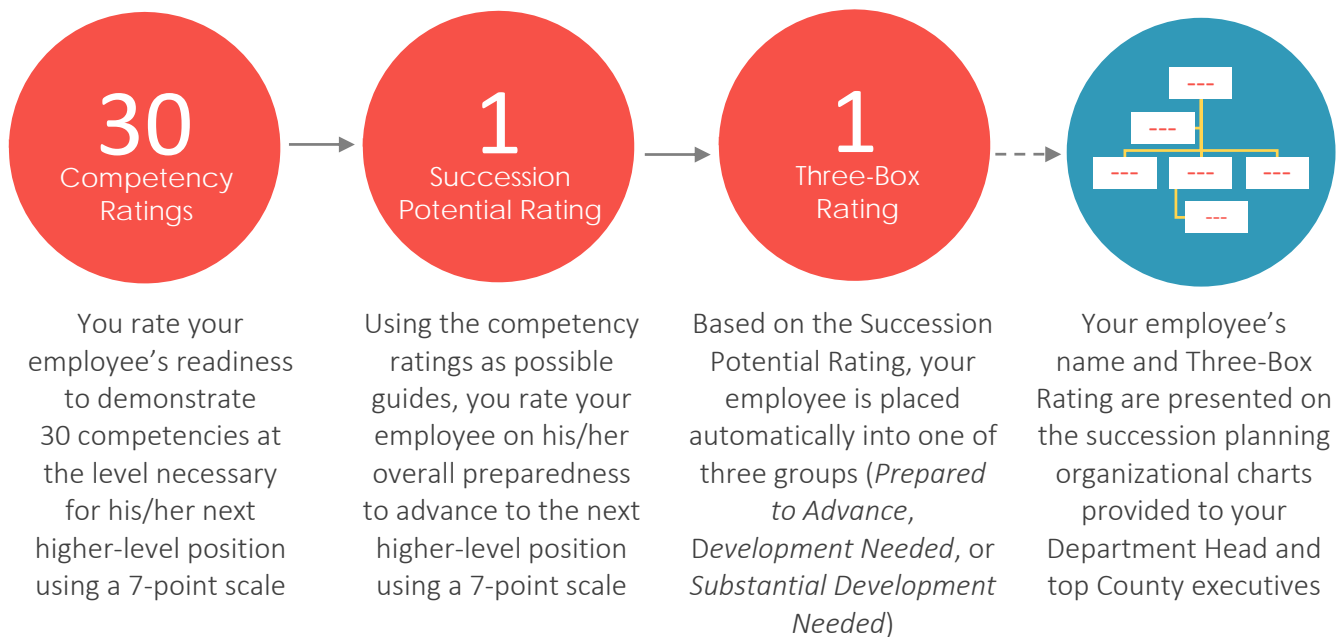 30
Competency
Ratings
1
Succession
Potential Rating
1
Three-Box
Rating
---
---
---
---
---
---
You rate your
employee’s readiness
to demonstrate
30 competencies at
the level necessary
for his/her next
higher-level position
using a 7-point scale
Using the competency
ratings as possible
guides, you rate your
employee on his/her
overall preparedness
to advance to the next
higher-level position
using a 7-point scale
Based on the Succession
Potential Rating, your
employee is placed
automatically into one of
three groups (Prepared
to Advance,
Development Needed, or
Substantial Development
Needed)
Your employee’s
name and Three-Box
Rating are presented on
the succession planning
organizational charts
provided to your
Department Head and
top County executives